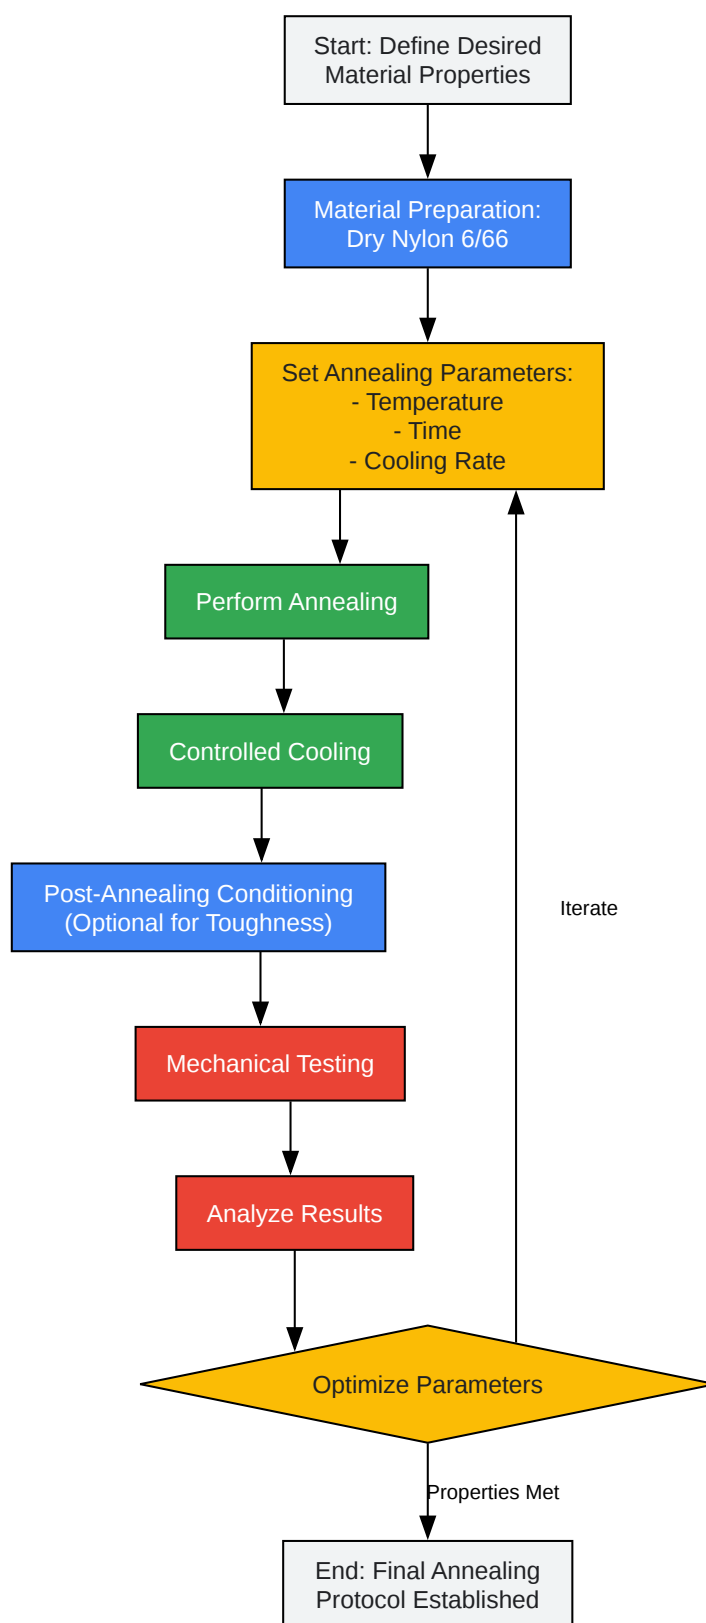 Start: Define Desired
Material Properties
Material Preparation:
Dry Nylon 6/66
Set Annealing Parameters:
- Temperature
- Time
- Cooling Rate
Perform Annealing
Controlled Cooling
Post-Annealing Conditioning
(Optional for Toughness)
Iterate
Mechanical Testing
Analyze Results
Optimize Parameters
Properties Met
End: Final Annealing
Protocol Established